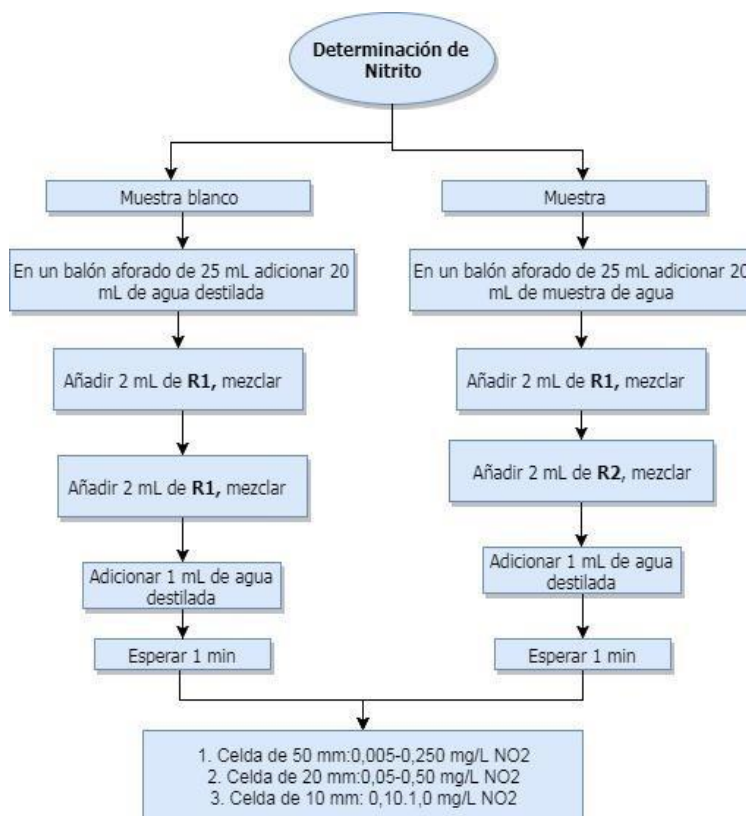 Determinación de
Nitrito
Muestra blanco
Muestra
En un balón aforado de 25 mL adicionar 20
mL de agua destilada
En un balón aforado de 25 mL adicionar 20
mL de muestra de agua
Añadir 2 mL de R1, mezclar
Añadir 2 mL de R1, mezclar
Añadir 2 mL de R1, mezclar
Añadir 2 mL de R2, mezclar
Adicionar 1 mL de agua
destilada
Adicionar 1 mL de agua
destilada
Esperar 1 min
Esperar 1 min
1. Celda de 50 mm:0,005-0,250 mg/L NO2
2. Celda de 20 mm:0,05-0,50 mg/L NO2
3. Celda de 10 mm: 0,10.1,0 mg/L NO2